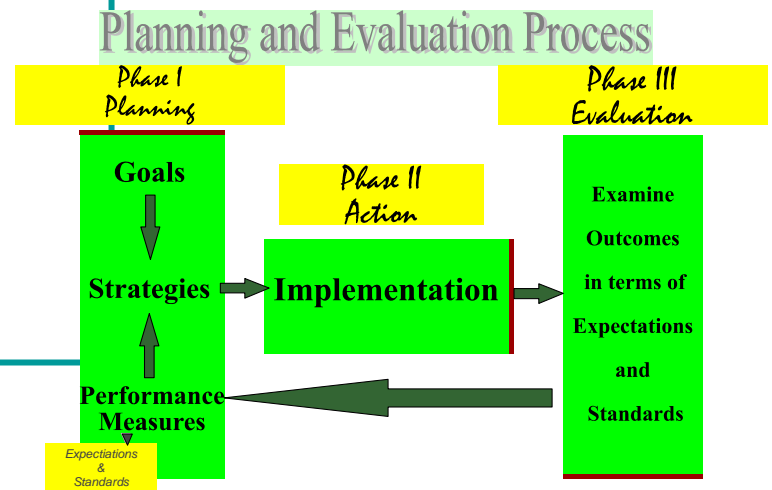 Planning and Evaluation Process
Phase I
Planning
Phase III
Evaluation
Goals
Phase II
Action
Examine
Outcomes
Strategies
Implementation
in terms of
Expectations
and
Standards
Performance
Measures
Expectiations
&
Standards